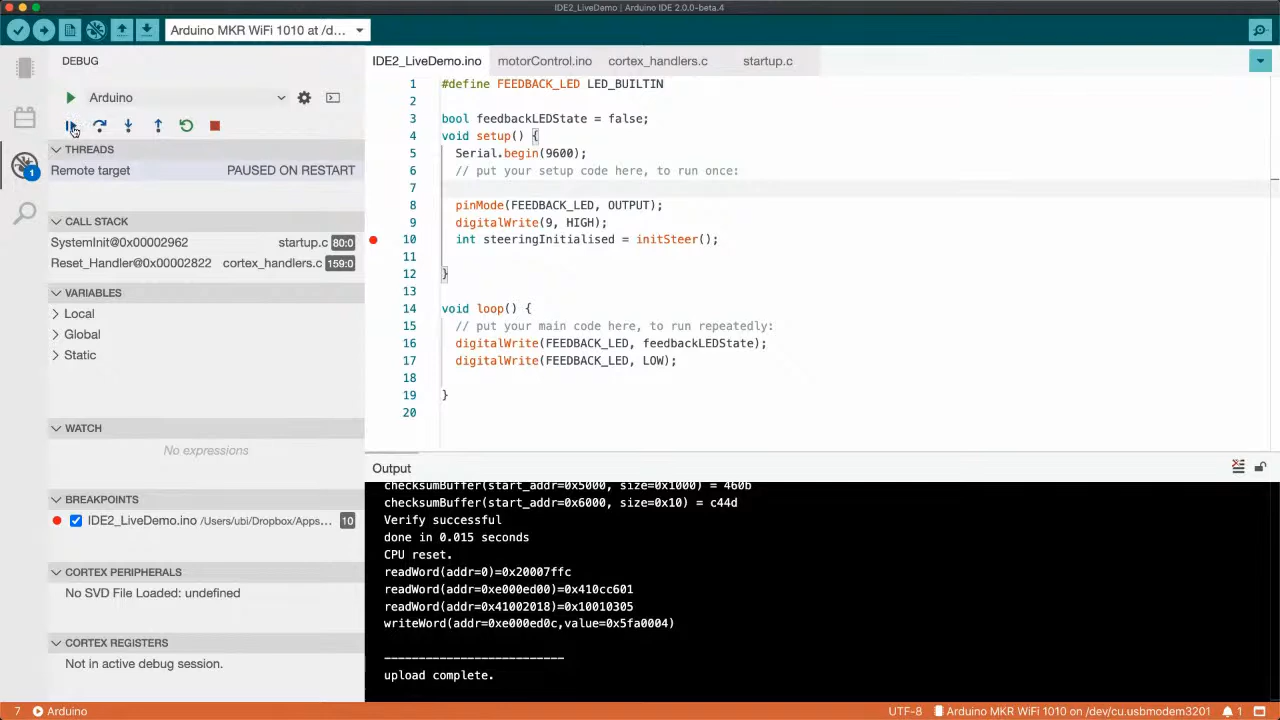 IDE2_LiveDemo | Arduino IDE 2.0.0-beta.4
Arduino MKR WiFi 1010 at /d...
DEBUG
IDE2_LiveDemo.ino motorControl.ino cortex_handlers.c startup.c
Arduino
THREADS
Remote target PAUSED ON RESTART
CALL STACK
SystemInit@0x00002962 startup.c 80:0
Reset_Handler@0x00002822 cortex_handlers.c 159:0
VARIABLES
Local
Global
Static
WATCH
No expressions
BREAKPOINTS
IDE2_LiveDemo.ino /Users/ubi/Dropbox/Apps... 10
CORTEX PERIPHERALS
No SVD File Loaded: undefined
CORTEX REGISTERS
Not in active debug session.
1
1 #define FEEDBACK_LED LED_BUILTIN
2
3 bool feedbackLEDState = false;
4 void setup() {
5 Serial.begin(9600);
6 // put your setup code here, to run once:
7
8 pinMode(FEEDBACK_LED, OUTPUT);
9 digitalWrite(9, HIGH);
10 int steeringInitialised = initSteer();
11
12 }
13
14 void loop() {
15 // put your main code here, to run repeatedly:
16 digitalWrite(FEEDBACK_LED, feedbackLEDState);
17 digitalWrite(FEEDBACK_LED, LOW);
18
19 }
20
Output
checksumBuffer(start_addr=0x5000, size=0x1000) = 460b
checksumBuffer(start_addr=0x6000, size=0x10) = c44d
Verify successful
done in 0.015 seconds
CPU reset.
readWord(addr=0)=0x20007ffc
readWord(addr=0xe000ed00)=0x410cc601
readWord(addr=0x41002018)=0x10010305
writeWord(addr=0xe000ed0c,value=0x5fa0004)
--------------------------
upload complete.
7 Arduino UTF-8 Arduino MKR WiFi 1010 on /dev/cu.usbmodem3201 1